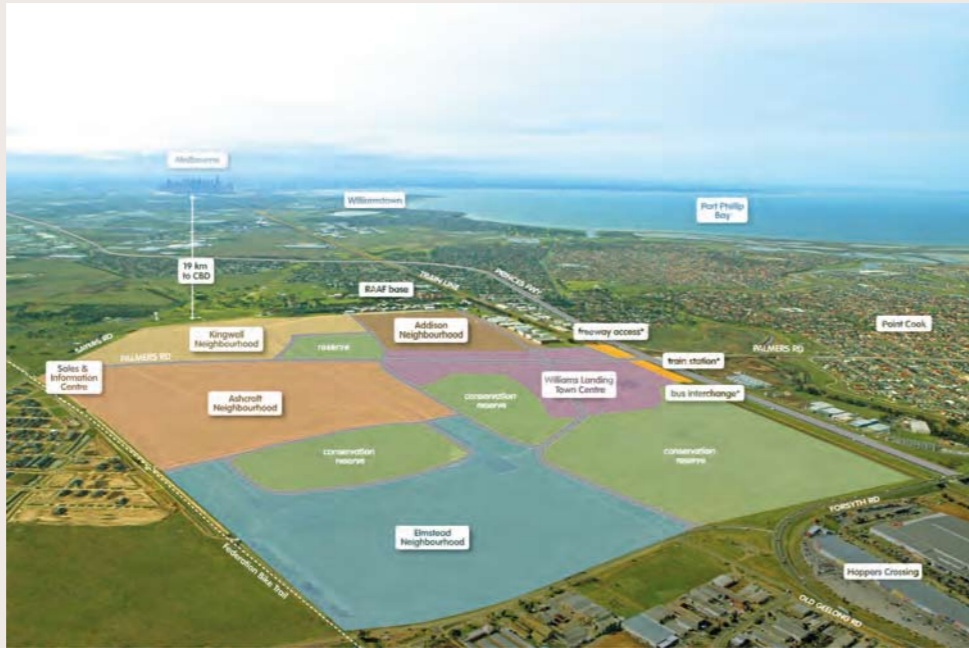 Melbourne
Williamstown
Port Phillip
Bay
19 km
to CBD
RAAF base
TRAIN LINE
PRINCES FWY
Kingwell
Neighbourhood
Addison
Neighbourhood
freeway access*
Point Cook
SAYERS RD
PALMERS RD
reserve
train station*
PALMERS RD
Sales &
Information
Centre
Williams Landing
Town Centre
bus interchange*
Ashcroft
Neighbourhood
conservation
reserve
conservation
reserve
conservation
reserve
FORSYTH RD
Elmstead
Neighbourhood
Federation Bike Trail
Hoppers Crossing
OLD GEELONG RD